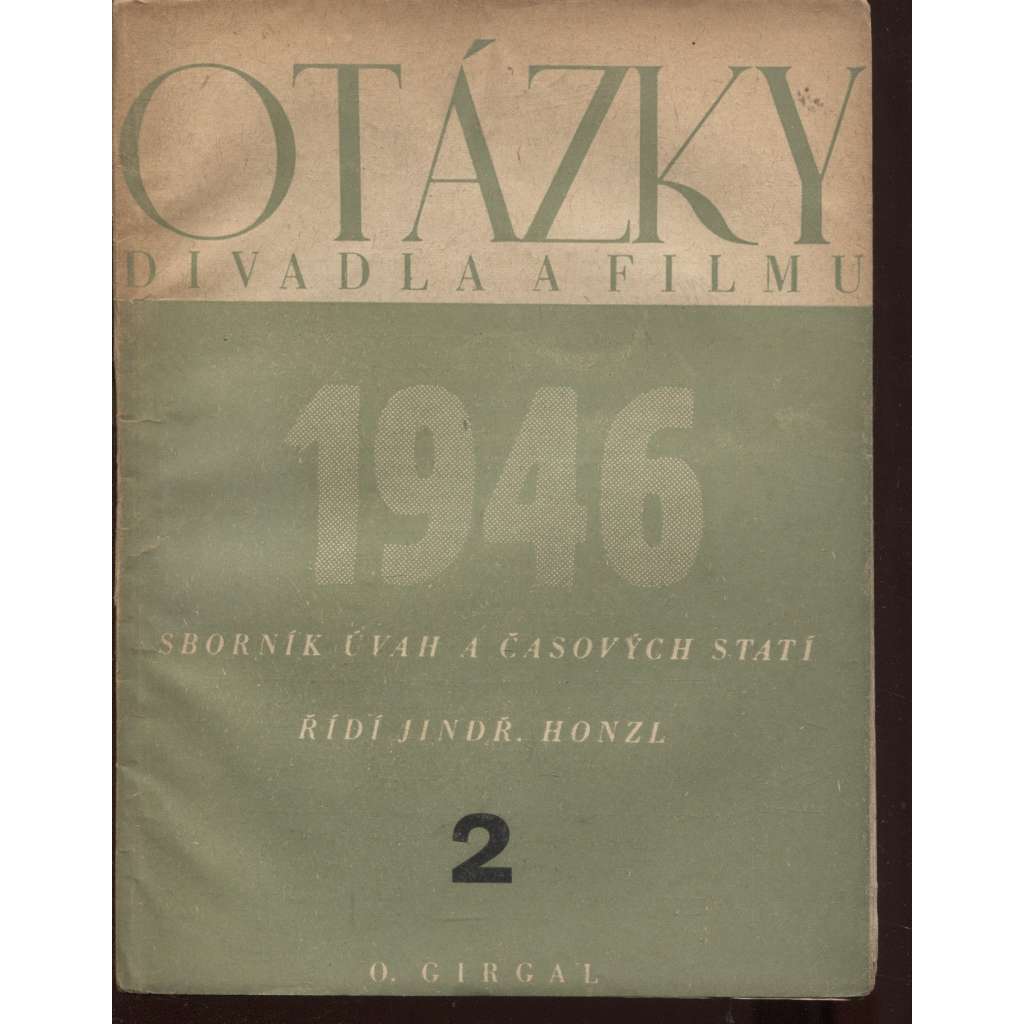 OTÁZKY
DIVADLA A FILMU
1946
SBORNÍK ÚVAH A ČASOVÝCH STATÍ
ŘÍDÍ JINDŘ. HONZL
2
O. GIRGAL